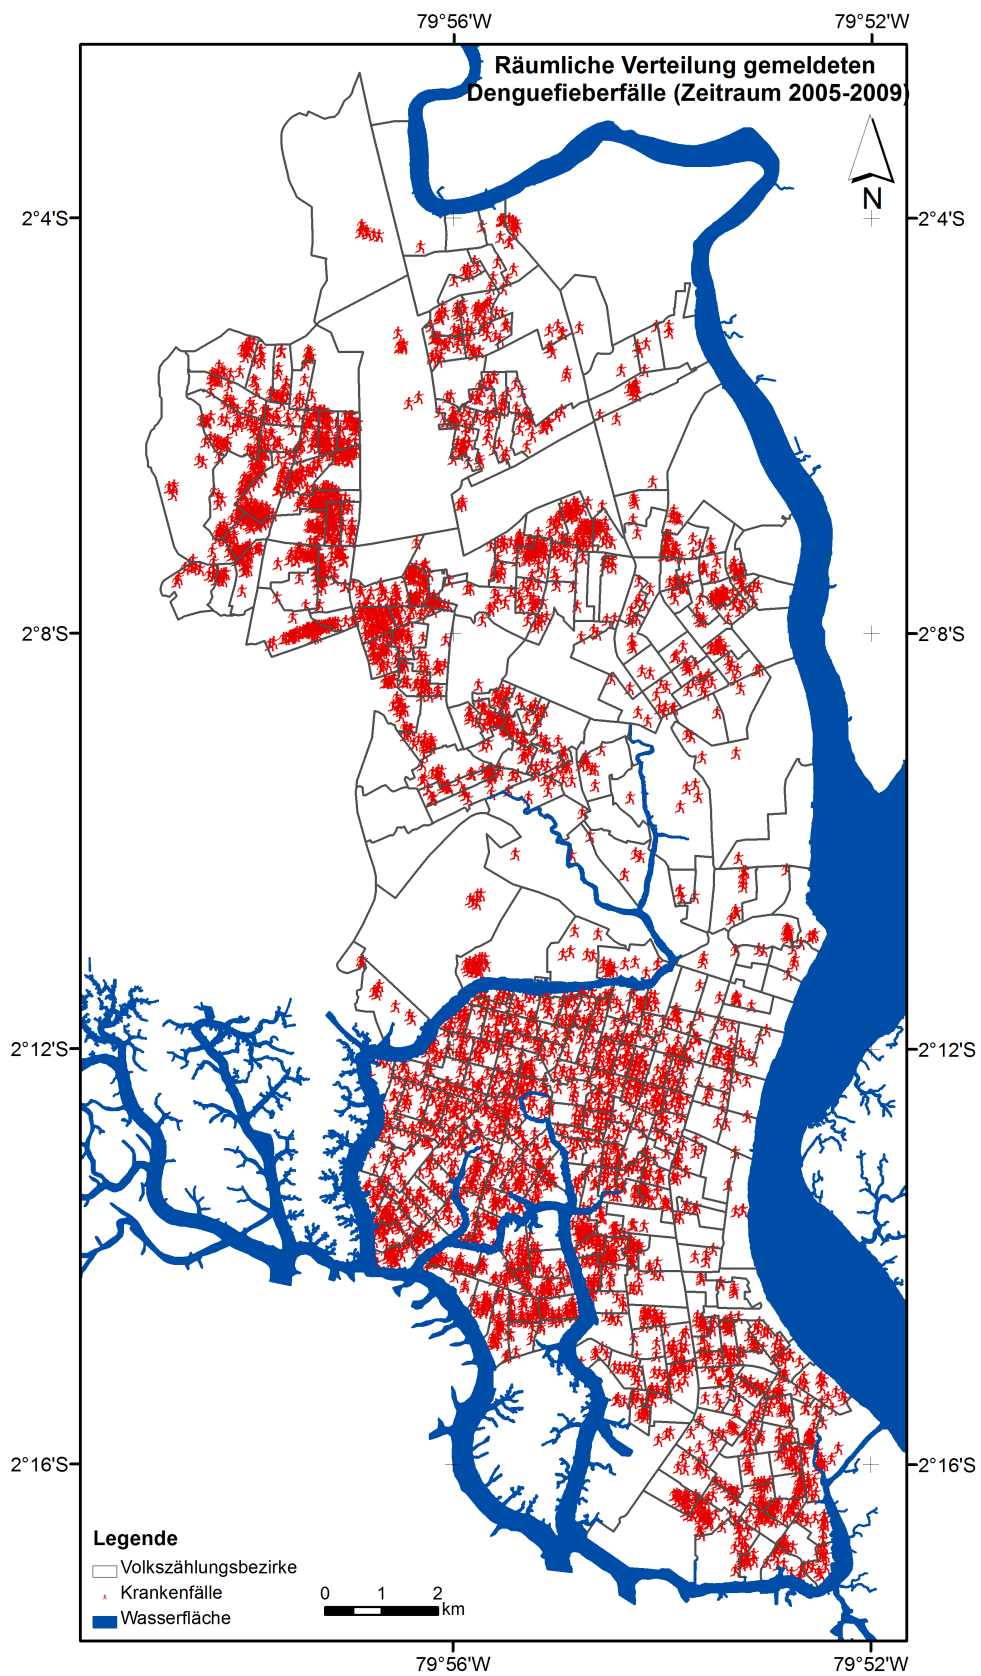 79°56'W 79°52'W
Räumliche Verteilung gemeldeten
Denguefieberfälle (Zeitraum 2005-2009)
N
2°4'S 2°4'S
2°8'S 2°8'S
2°12'S 2°12'S
2°16'S 2°16'S
Legende
Volkszählungsbezirke
Krankenfälle
Wasserfläche
0 1 2
km
79°56'W 79°52'W